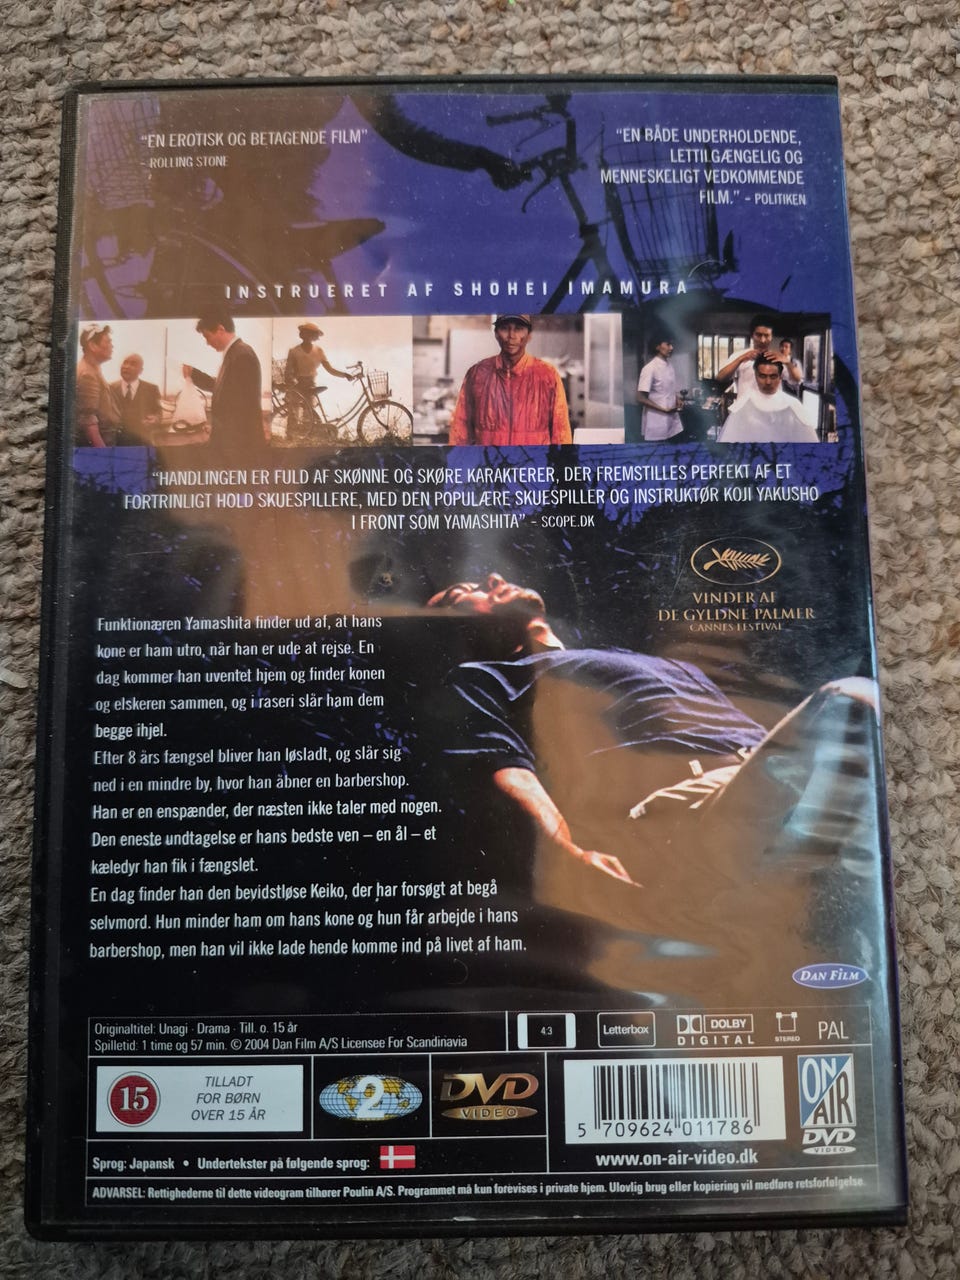 "EN EROTISK OG BETAGENDE FILM"
- ROLLING STONE
"EN BÅDE UNDERHOLDENDE,
LETTILGÆNGELIG OG
MENNESKELIGT VEDKOMMENDE
FILM." - POLITIKEN
INSTRUERET AF SHOHEI IMAMURA
"HANDLINGEN ER FULD AF SKØNNE OG SKØRE KARAKTERER, DER FREMSTILLES PERFEKT AF ET
FORTRINLIGT HOLD SKUESPILLERE, MED DEN POPULÆRE SKUESPILLER OG INSTRUKTØR KOJI YAKUSHO
I FRONT SOM YAMASHITA" - SCOPE.DK
VINDER AF
DE GYLDNE PALMER
CANNES FESTIVAL
Funktionæren Yamashita finder ud af, at hans
kone er ham utro, når han er ude at rejse. En
dag kommer han uventet hjem og finder konen
og elskeren sammen, og i raseri slår ham dem
begge ihjel.
Efter 8 års fængsel bliver han løsladt, og slår sig
ned i en mindre by, hvor han åbner en barbershop.
Han er en enspænder, der næsten ikke taler med nogen.
Den eneste undtagelse er hans bedste ven – en ål – et
kæledyr han fik i fængslet.
En dag finder han den bevidstløse Keiko, der har forsøgt at begå
selvmord. Hun minder ham om hans kone og hun får arbejde i hans
barbershop, men han vil ikke lade hende komme ind på livet af ham.
DAN FILM
Originaltitel: Unagi · Drama · Till. o. 15 år
Spilletid: 1 time og 57 min. © 2004 Dan Film A/S Licensee For Scandinavia
4:3
Letterbox
DOLBY
DIGITAL
STEREO
PAL
15
TILLADT
FOR BØRN
OVER 15 ÅR
2
DVD
VIDEO
5 709624 011786
ON
AIR
DVD
VIDEO
www.on-air-video.dk
Sprog: Japansk • Undertekster på følgende sprog:
ADVARSEL: Rettighederne til dette videogram tilhører Poulin A/S. Programmet må kun forevises i private hjem. Ulovlig brug eller kopiering vil medføre retsforfølgelse.